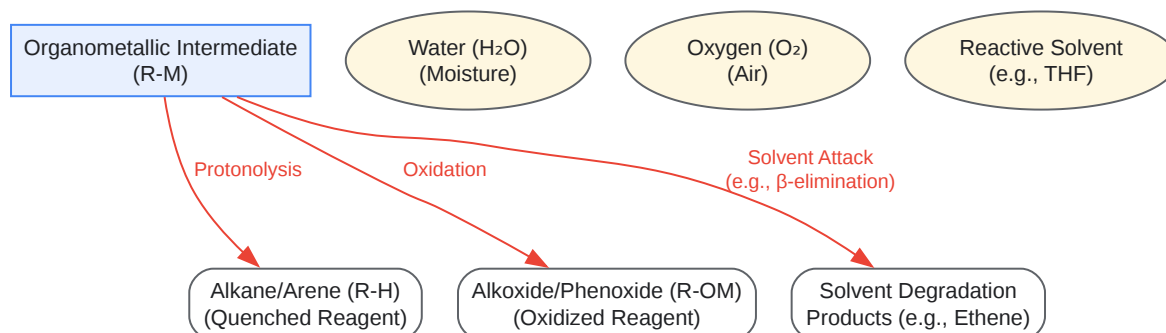 Organometallic Intermediate
(R-M)
Water (H₂O)
(Moisture)
Oxygen (O₂)
(Air)
Reactive Solvent
(e.g., THF)
Protonolysis
Oxidation
Solvent Attack
(e.g., β-elimination)
Alkane/Arene (R-H)
(Quenched Reagent)
Alkoxide/Phenoxide (R-OM)
(Oxidized Reagent)
Solvent Degradation
Products (e.g., Ethene)